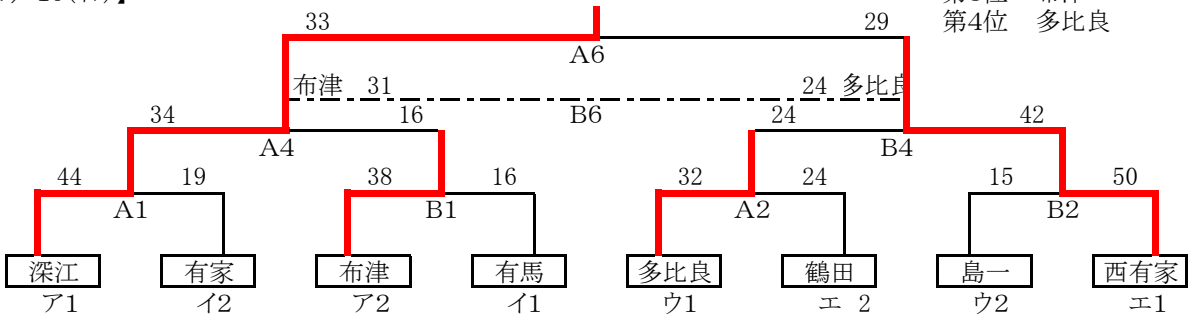 33
29
第4位 多比良
A6
布津 31
24 多比良
B6
34
16
24
42
A4
B4
44
19
38
16
32
24
15
50
A1
B1
A2
B2
深江
有家
布津
有馬
多比良
鶴田
島一
西有家
ア1
イ2
ア2
イ1
ウ1
エ 2
ウ2
エ1